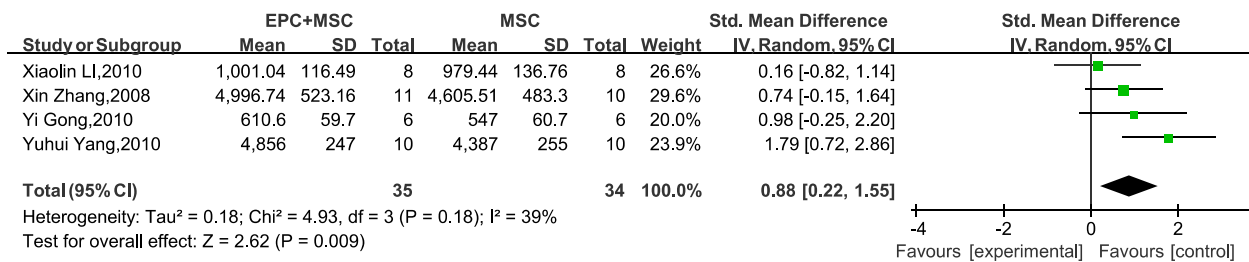 EPC+MSC MSC Std. Mean Difference Std. Mean Difference
Study or Subgroup Mean SD Total Mean SD Total Weight IV, Random, 95% CI IV, Random, 95% CI
Xiaolin LI,2010 1,001.04 116.49 8 979.44 136.76 8 26.6% 0.16 [-0.82, 1.14]
Xin Zhang,2008 4,996.74 523.16 11 4,605.51 483.3 10 29.6% 0.74 [-0.15, 1.64]
Yi Gong,2010 610.6 59.7 6 547 60.7 6 20.0% 0.98 [-0.25, 2.20]
Yuhui Yang,2010 4,856 247 10 4,387 255 10 23.9% 1.79 [0.72, 2.86]
Total (95% CI) 35 34 100.0% 0.88 [0.22, 1.55]
Heterogeneity: Tau² = 0.18; Chi² = 4.93, df = 3 (P = 0.18); I² = 39%
Test for overall effect: Z = 2.62 (P = 0.009)
-4 -2 0 2
Favours [experimental] Favours [control]